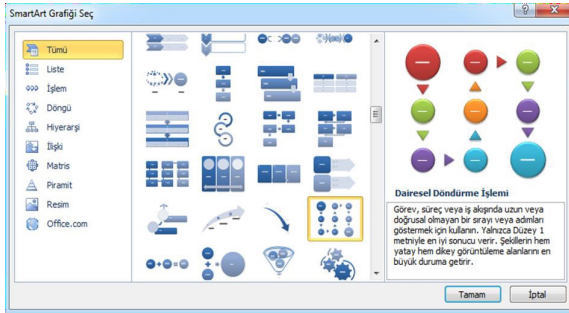 SmartArt Grafiği Seç
Tümü
Liste
İşlem
Döngü
Hiyerarşi
İlişki
Matris
Piramit
Resim
Office.com
Dairesel Döndürme İşlemi
Görev, süreç veya iş akışında uzun veya
doğrusal olmayan bir sırayı veya adımları
göstermek için kullanın. Yalnızca Düzey 1
metniyle en iyi sonucu verir. Şekillerin hem
yatay hem dikey görüntüleme alanlarını en
büyük duruma getirir.
Tamam
İptal